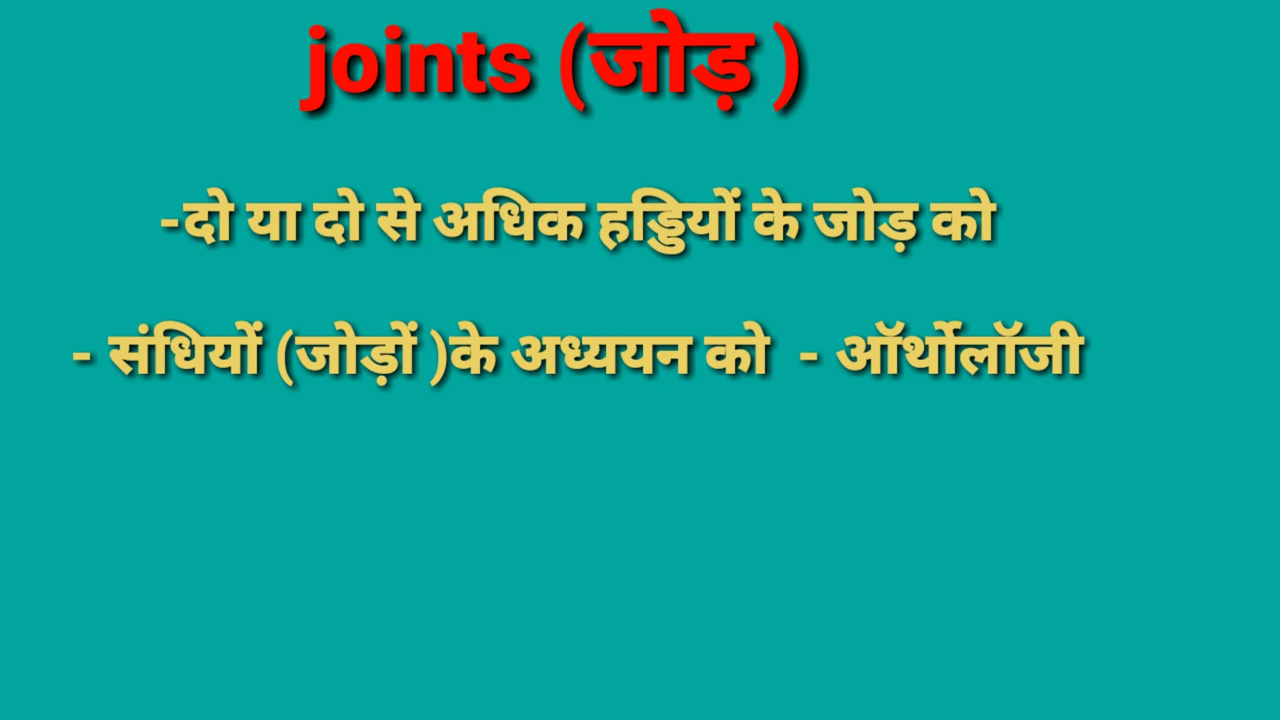 joints (जोड़ )
-दो या दो से अधिक हड्डियों के जोड़ को
- संधियों (जोड़ों )के अध्ययन को - ऑर्थोलॉजी